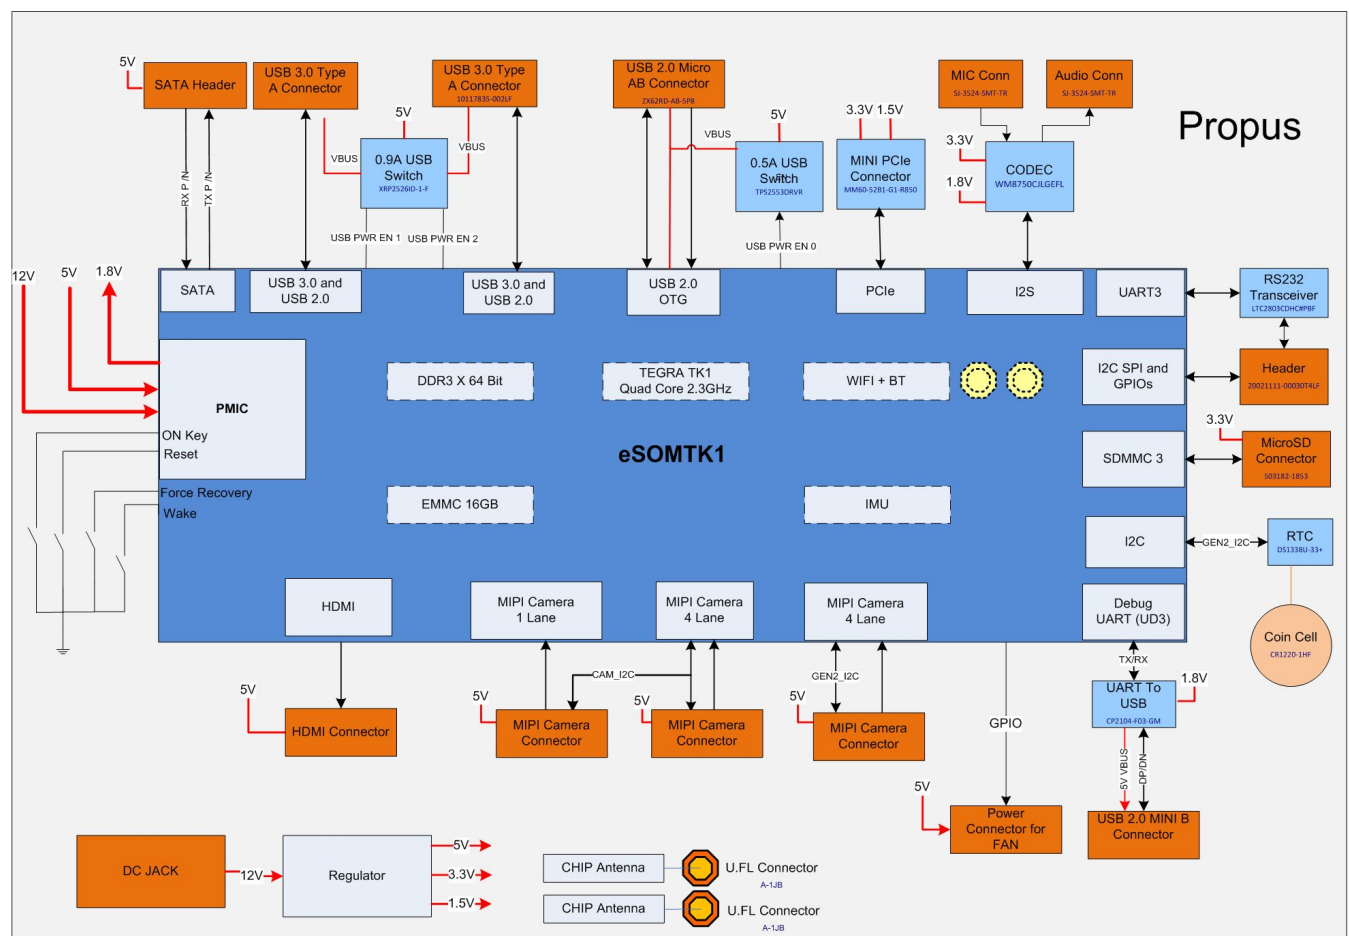 Propus
5V
SATA Header
USB 3.0 Type
A Connector
USB 3.0 Type
A Connector
10117835-002LF
USB 2.0 Micro
AB Connector
ZX62RD-AB-5P8
MIC Conn
SJ-3524-SMT-TR
Audio Conn
SJ-3524-SMT-TR
5V
VBUS
VBUS
0.9A USB
Switch
XRP2526ID-1-F
VBUS
5V
0.5A USB
Switch
TPS2553DRVR
3.3V
1.5V
MINI PCIe
Connector
MM60-52B1-G1-R850
3.3V
1.8V
CODEC
WM8750CJLGEFL
RX P /N
TX P /N
USB PWR EN 1
USB PWR EN 2
USB PWR EN 0
12V
5V
1.8V
SATA
USB 3.0 and
USB 2.0
USB 3.0 and
USB 2.0
USB 2.0
OTG
PCIe
I2S
UART3
RS232
Transceiver
LTC2803CDHC#PBF
PMIC
ON Key
Reset
Force Recovery
Wake
DDR3 X 64 Bit
TEGRA TK1
Quad Core 2.3GHz
WIFI + BT
I2C SPI and
GPIOs
Header
20021111-00030T4LF
eSOMTK1
3.3V
SDMMC 3
MicroSD
Connector
503182-1853
EMMC 16GB
IMU
I2C
GEN2_I2C
RTC
DS1338U-33+
HDMI
MIPI Camera
1 Lane
MIPI Camera
4 Lane
MIPI Camera
4 Lane
Debug
UART (UD3)
Coin Cell
CR1220-1HF
TX/RX
CAM_I2C
GEN2_I2C
5V
HDMI Connector
5V
MIPI Camera
Connector
5V
MIPI Camera
Connector
5V
MIPI Camera
Connector
GPIO
UART To
USB
CP2104-F03-GM
1.8V
5V VBUS
DP/DN
5V
Power
Connector for
FAN
USB 2.0 MINI B
Connector
DC JACK
12V
Regulator
5V
3.3V
1.5V
CHIP Antenna
U.FL Connector
A-1JB
CHIP Antenna
U.FL Connector
A-1JB